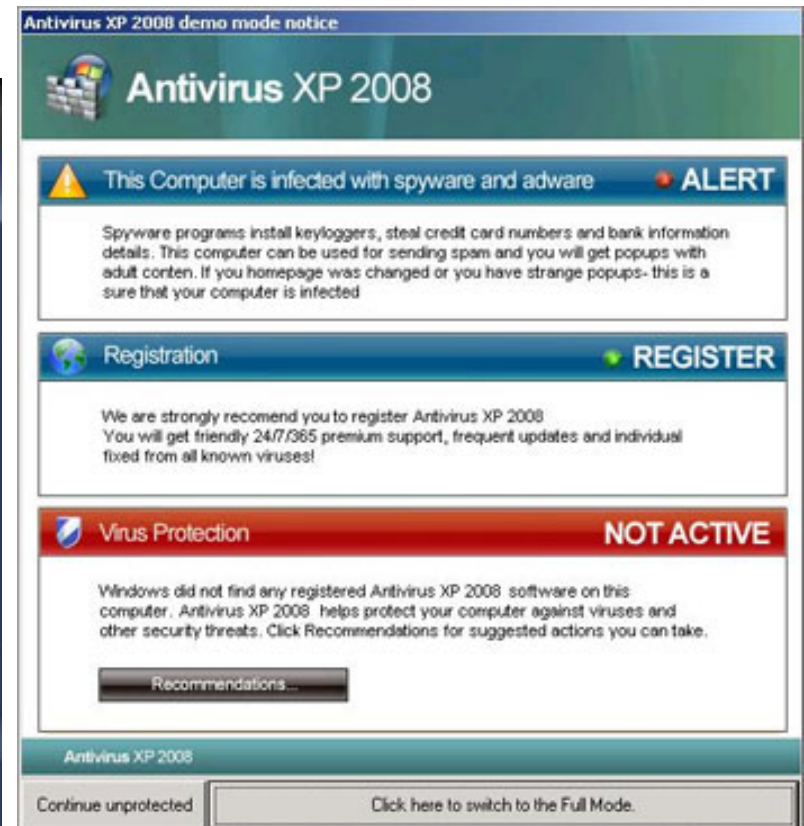 Antivirus XP 2008 demo mode notice
Antivirus XP 2008
This Computer is infected with spyware and adware
ALERT
Spyware programs install keyloggers, steal credit card numbers and bank information
details. This computer can be used for sending spam and you will get popups with
adult conten. If you homepage was changed or you have strange popups- this is a
sure that your computer is infected
Registration
REGISTER
We are strongly recomend you to register Antivirus XP 2008
You will get friendly 24/7/365 premium support, frequent updates and individual
fixed from all known viruses!
Virus Protection
NOT ACTIVE
Windows did not find any registered Antivirus XP 2008 software on this
computer. Antivirus XP 2008 helps protect your computer against viruses and
other security threats. Click Recommendations for suggested actions you can take.
Recommendations...
Antivirus XP 2008
Continue unprotected
Click here to switch to the Full Mode.